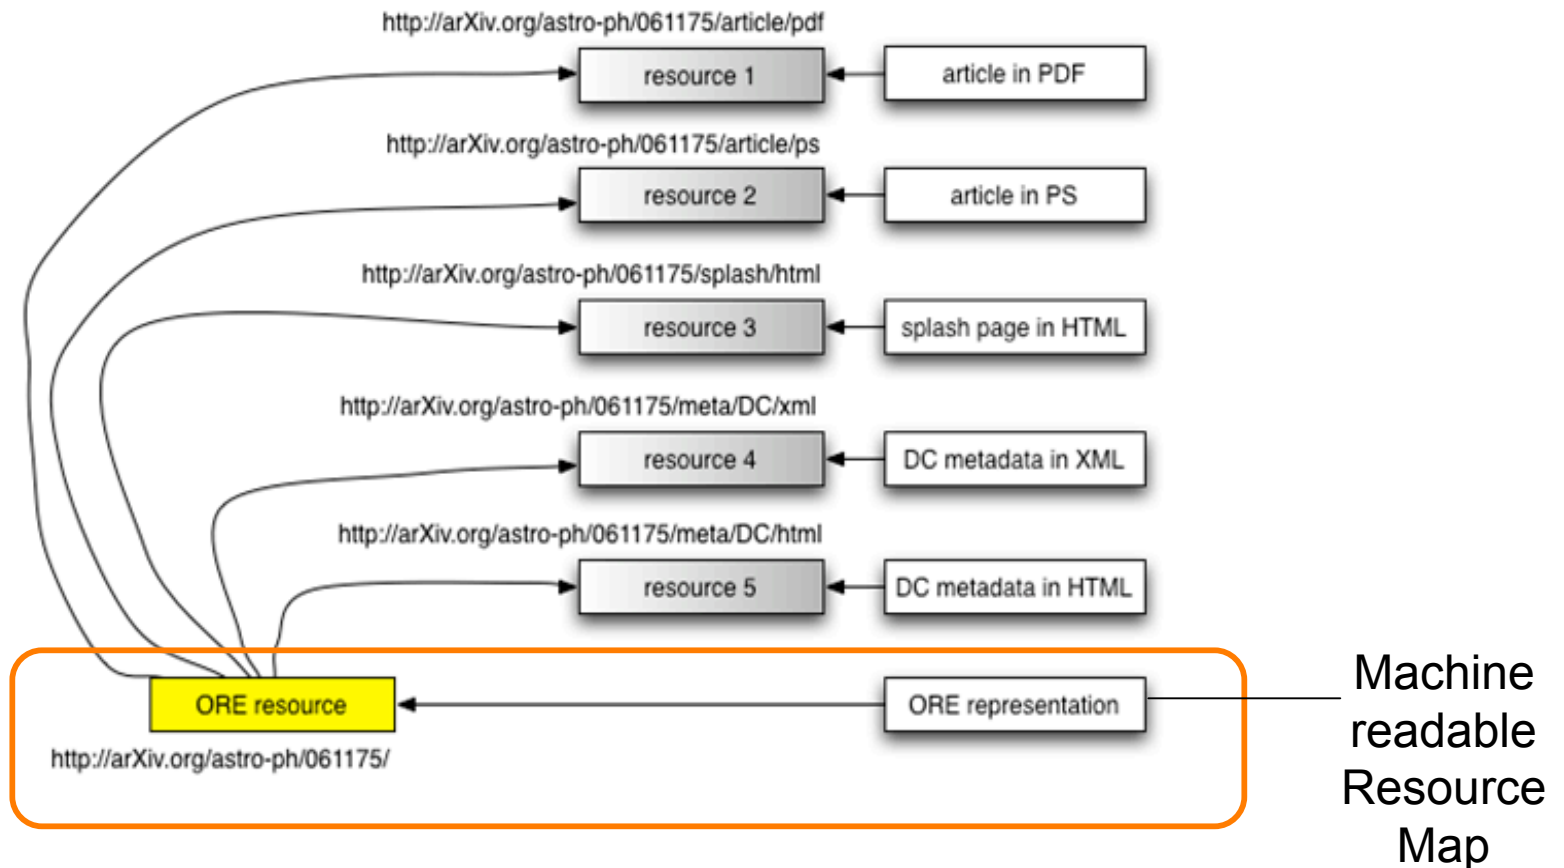 http://arXiv.org/astro-ph/061175/article/pdf
resource 1
article in PDF
http://arXiv.org/astro-ph/061175/article/ps
resource 2
article in PS
http://arXiv.org/astro-ph/061175/splash/html
resource 3
splash page in HTML
http://arXiv.org/astro-ph/061175/meta/DC/xml
resource 4
DC metadata in XML
http://arXiv.org/astro-ph/061175/meta/DC/html
resource 5
DC metadata in HTML
ORE resource
ORE representation
http://arXiv.org/astro-ph/061175/
Machine
readable
Resource
Map